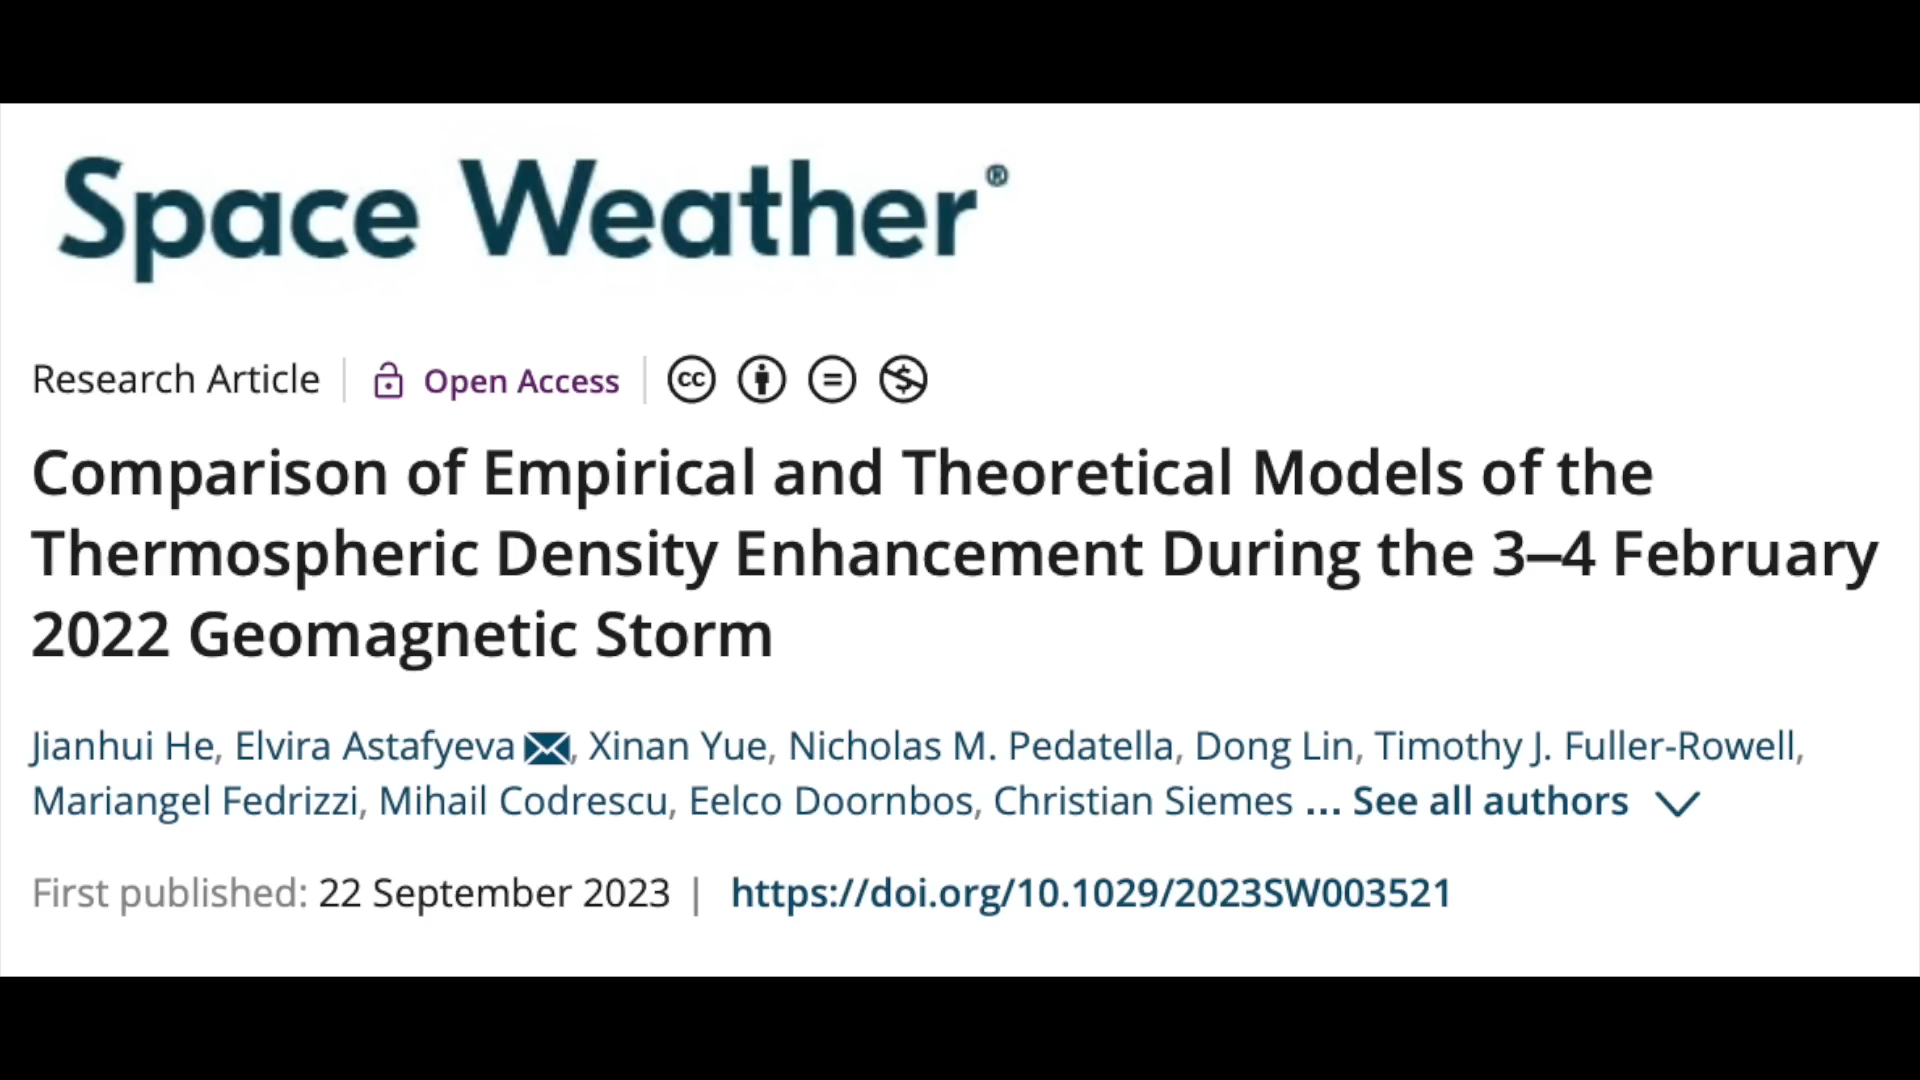 Space Weather®
Research Article | Open Access | cc
Comparison of Empirical and Theoretical Models of the
Thermospheric Density Enhancement During the 3–4 February
2022 Geomagnetic Storm
Jianhui He, Elvira Astafyeva, Xinan Yue, Nicholas M. Pedatella, Dong Lin, Timothy J. Fuller-Rowell,
Mariangel Fedrizzi, Mihail Codrescu, Eelco Doornbos, Christian Siemes ... See all authors
First published: 22 September 2023 | https://doi.org/10.1029/2023SW003521